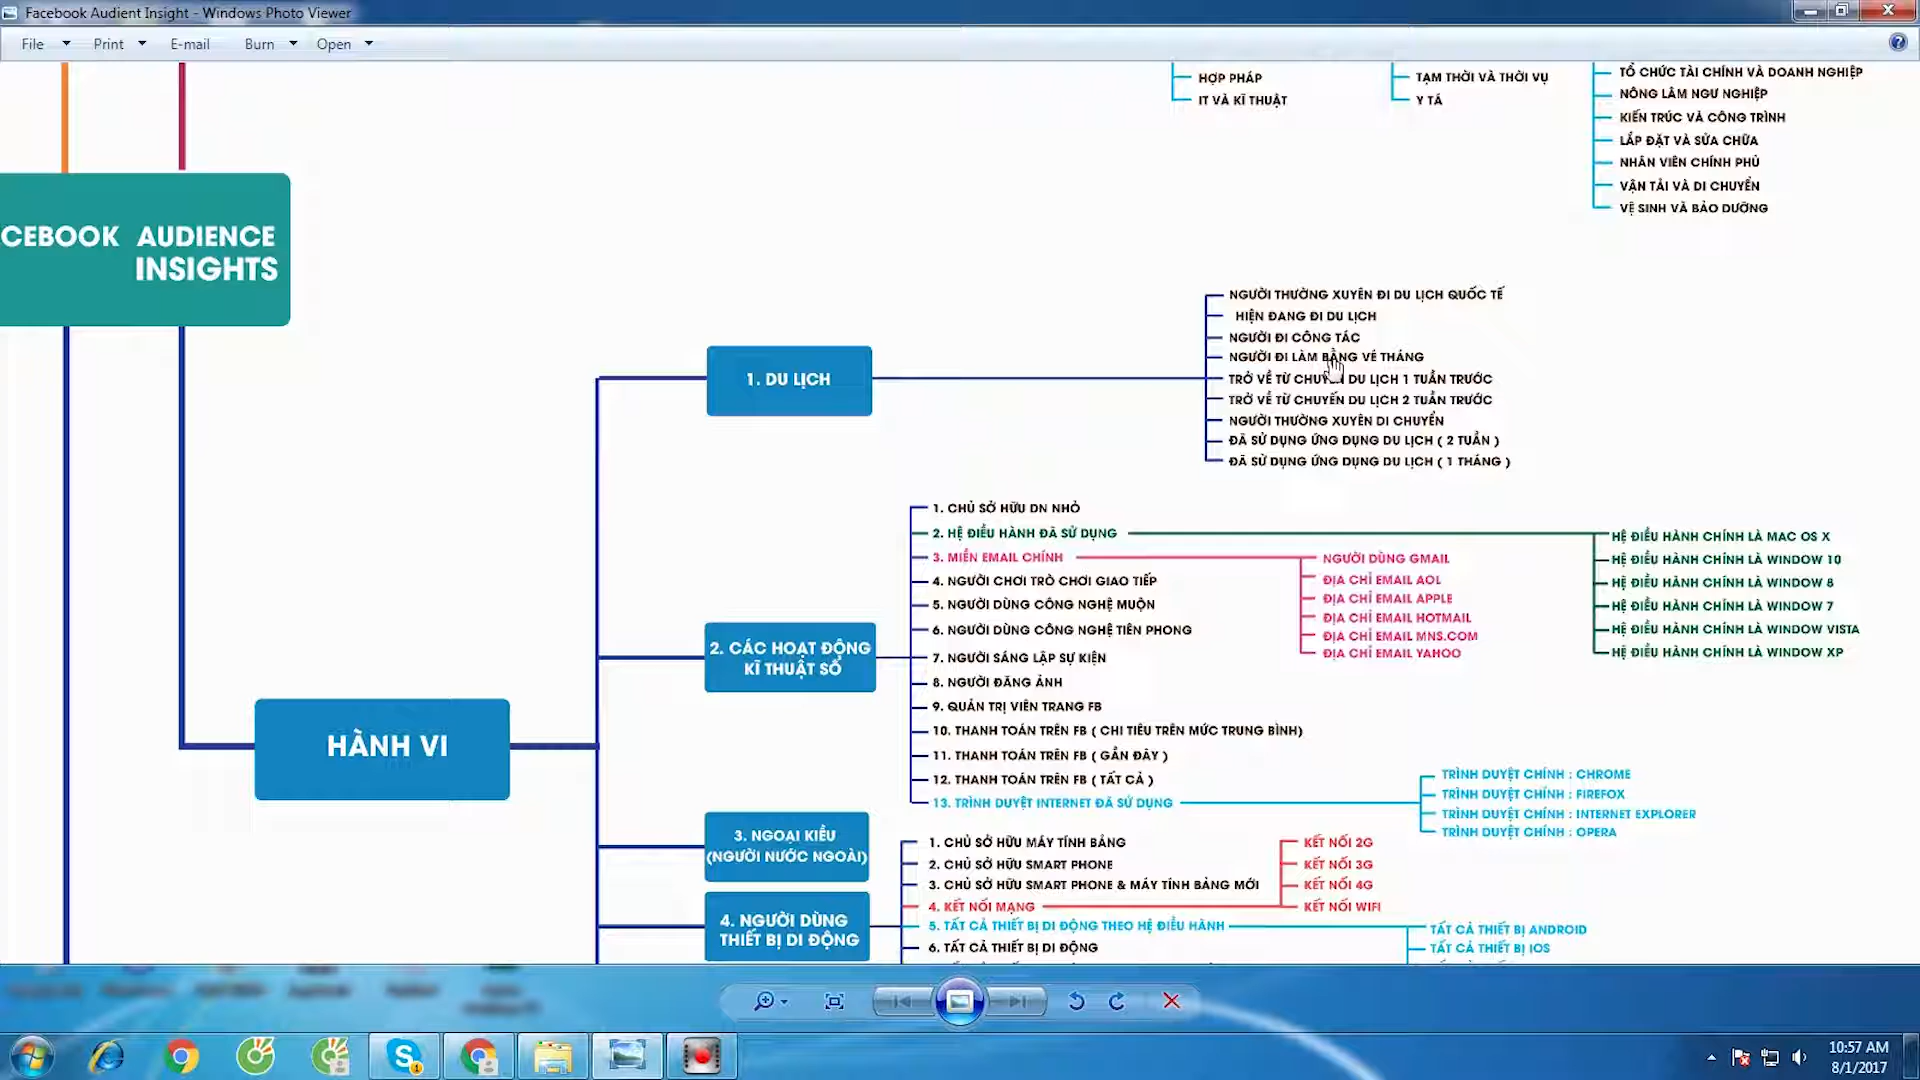 Facebook Audient Insight - Windows Photo Viewer
File
Print
E-mail
Burn
Open
HỢP PHÁP
IT VÀ KĨ THUẬT
TẠM THỜI VÀ THỜI VỤ
Y TÁ
TỔ CHỨC TÀI CHÍNH VÀ DOANH NGHIỆP
NÔNG LÂM NGƯ NGHIỆP
KIẾN TRÚC VÀ CÔNG TRÌNH
LẮP ĐẶT VÀ SỬA CHỮA
NHÂN VIÊN CHÍNH PHỦ
VẬN TẢI VÀ DI CHUYỂN
VỆ SINH VÃ BẢO DƯỠNG
CEBOOK AUDIENCE
INSIGHTS
HÀNH VI
1. DU LỊCH
NGƯỜI THƯỜNG XUYÊN ĐI DU LỊCH QUỐC TẾ
HIỆN ĐANG ĐI DU LỊCH
NGƯỜI ĐI CÔNG TÁC
NGƯỜI ĐI LÀM BẰNG VÉ THÁNG
TRỞ VỀ TỪ CHUYẾN DU LỊCH 1 TUẦN TRƯỚC
TRỞ VỀ TỪ CHUYẾN DU LỊCH 2 TUẦN TRƯỚC
NGƯỜI THƯỜNG XUYÊN DI CHUYỂN
ĐÃ SỬ DỤNG ỨNG DỤNG DU LỊCH ( 2 TUẦN )
ĐÃ SỬ DỤNG ỨNG DỤNG DU LỊCH ( 1 THÁNG )
2. CÁC HOẠT ĐỘNG
KĨ THUẬT SỐ
1. CHỦ SỞ HỮU DN NHỎ
2. HỆ ĐIỀU HÀNH ĐÃ SỬ DỤNG
3. MIỀN EMAIL CHÍNH
4. NGƯỜI CHƠI TRÒ CHƠI GIAO TIẾP
5. NGƯỜI DÙNG CÔNG NGHỆ MUỘN
6. NGƯỜI DÙNG CÔNG NGHỆ TIÊN PHONG
7. NGƯỜI SÁNG LẬP SỰ KIỆN
8. NGƯỜI ĐĂNG ẢNH
9. QUẢN TRỊ VIÊN TRANG FB
10. THANH TOÁN TRÊN FB ( CHI TIÊU TRÊN MỨC TRUNG BÌNH)
11. THANH TOÁN TRÊN FB ( GẦN ĐÂY )
12. THANH TOÁN TRÊN FB ( TẤT CẢ )
13. TRÌNH DUYỆT INTERNET ĐÃ SỬ DỤNG
NGƯỜI DÙNG GMAIL
ĐỊA CHỈ EMAIL AOL
ĐỊA CHỈ EMAIL APPLE
ĐỊA CHỈ EMAIL HOTMAIL
ĐỊA CHỈ EMAIL MNS.COM
ĐỊA CHỈ EMAIL YAHOO
HỆ ĐIỀU HÀNH CHÍNH LÀ MAC OS X
HỆ ĐIỀU HÀNH CHÍNH LÀ WINDOW 10
HỆ ĐIỀU HÀNH CHÍNH LÀ WINDOW 8
HỆ ĐIỀU HÀNH CHÍNH LÀ WINDOW 7
HỆ ĐIỀU HÀNH CHÍNH LÀ WINDOW VISTA
HỆ ĐIỀU HÀNH CHÍNH LÀ WINDOW XP
TRÌNH DUYỆT CHÍNH : CHROME
TRÌNH DUYỆT CHÍNH : FIREFOX
TRÌNH DUYỆT CHÍNH : INTERNET EXPLORER
TRÌNH DUYỆT CHÍNH : OPERA
3. NGOẠI KIỀU
(NGƯỜI NƯỚC NGOÀI)
4. NGƯỜI DÙNG
THIẾT BỊ DI ĐỘNG
1. CHỦ SỞ HỮU MÁY TÍNH BẢNG
2. CHỦ SỞ HỮU SMART PHONE
3. CHỦ SỞ HỮU SMART PHONE & MÁY TÍNH BẢNG MỚI
4. KẾT NỐI MẠNG
5. TẤT CẢ THIẾT BỊ DI ĐỘNG THEO HỆ ĐIỀU HÀNH
6. TẤT CẢ THIẾT BỊ DI ĐỘNG
KẾT NỐI 2G
KẾT NỐI 3G
KẾT NỐI 4G
KẾT NỐI WIFI
TẤT CẢ THIẾT BỊ ANDROID
TẤT CẢ THIẾT BỊ IOS
10:57 AM
8/1/2017